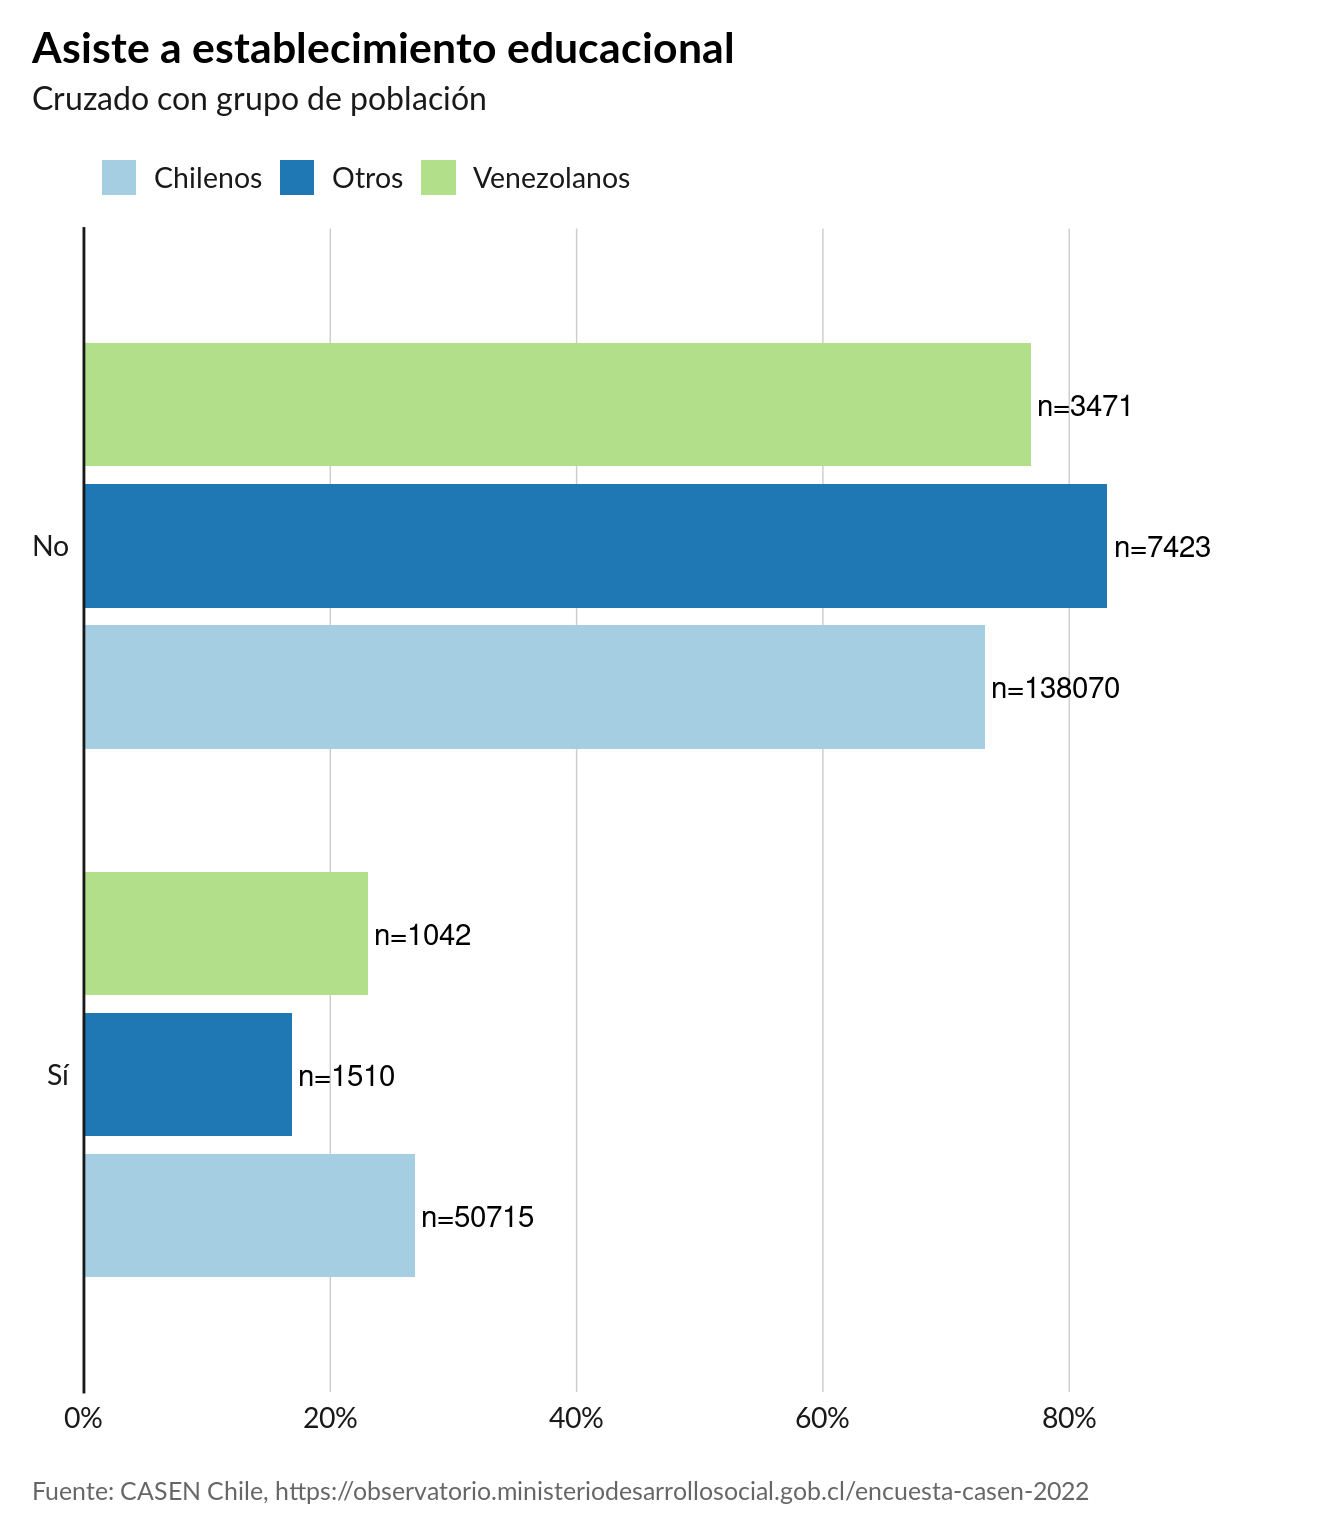 Asiste a establecimiento educacional
Cruzado con grupo de población
Chilenos Otros Venezolanos
n=3471
No n=7423
n=138070
n=1042
Sí n=1510
n=50715
0% 20% 40% 60% 80%
Fuente: CASEN Chile, https://observatorio.ministeriodesarrollosocial.gob.cl/encuesta-casen-2022